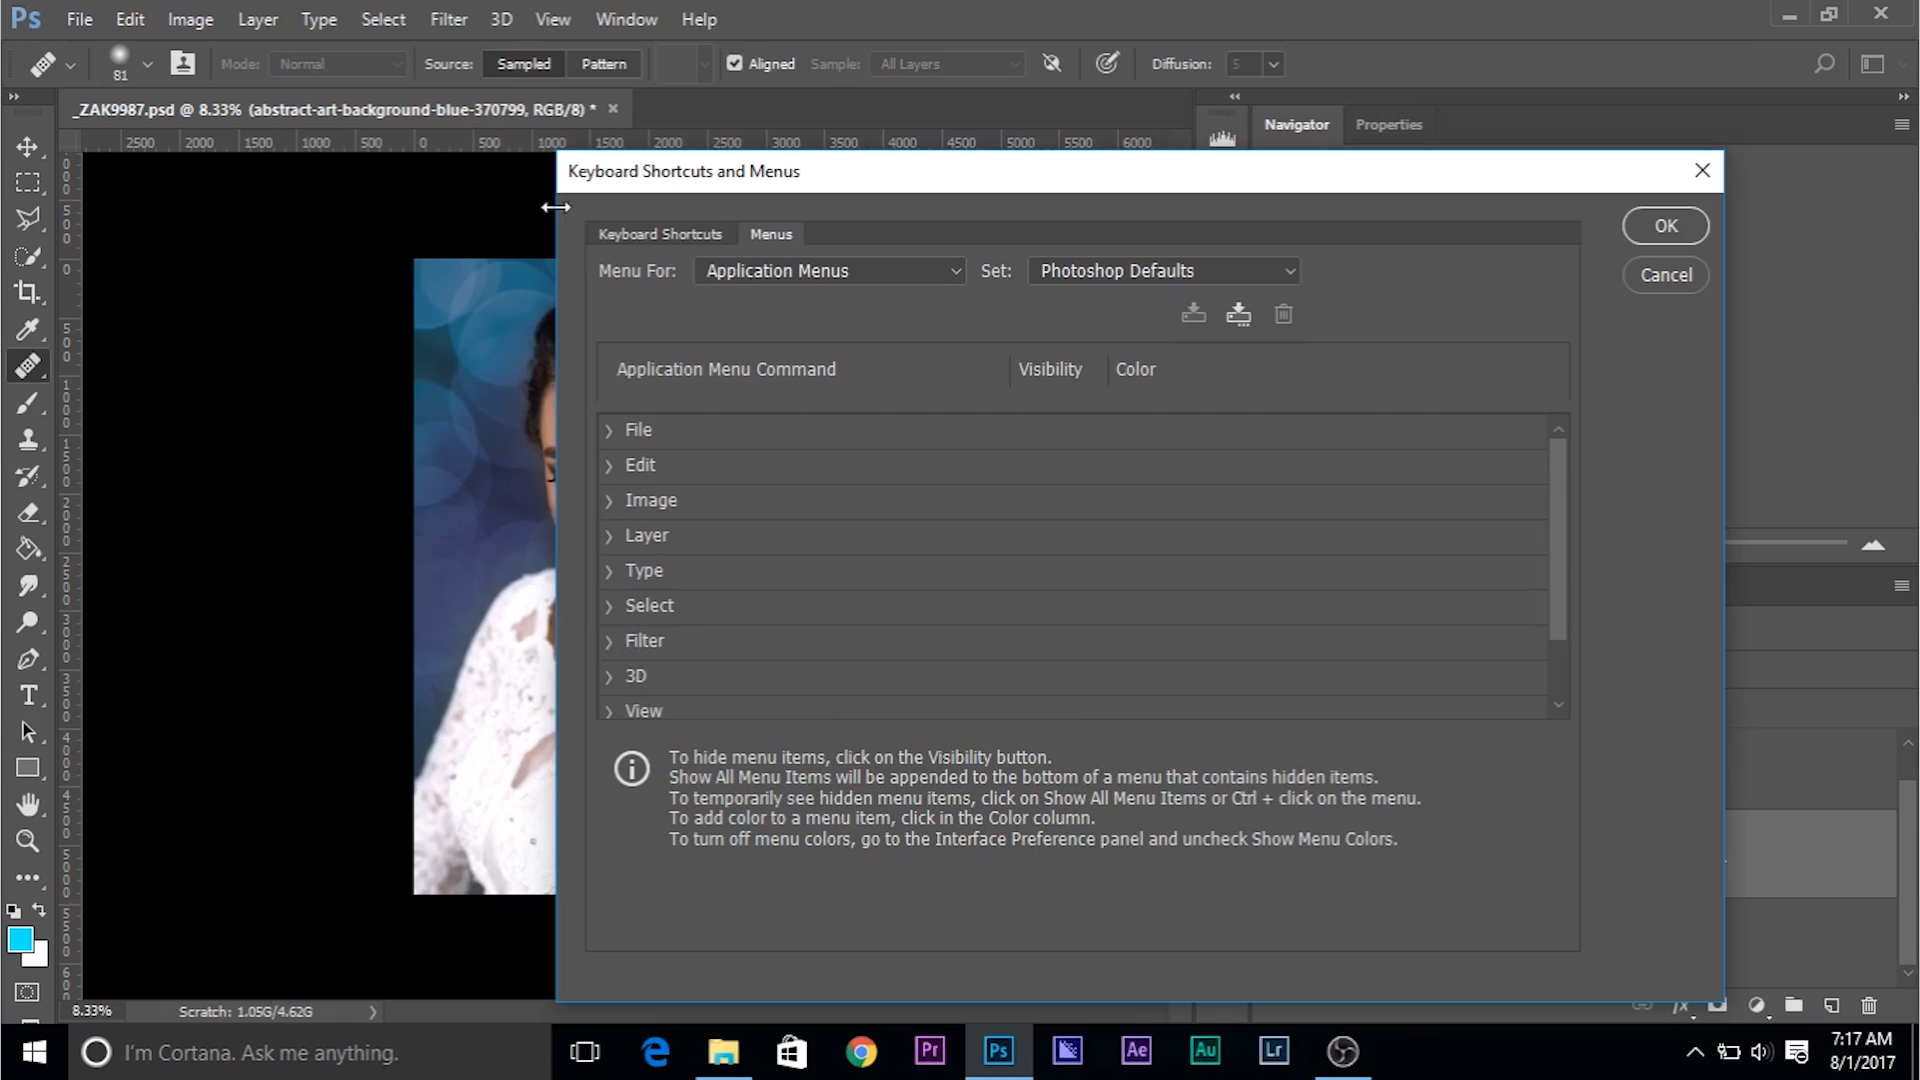 Ps File Edit Image Layer Type Select Filter 3D View Window Help
81 Mode: Normal Source: Sampled Pattern Aligned Sample: All Layers Diffusion: 5
_ZAK9987.psd @ 8.33% (abstract-art-background-blue-370799, RGB/8) *
Navigator Properties
2500 2000 1500 1000 500 0 500 1000 1500 2000 2500 3000 3500 4000 4500 5000 5500 6000
Keyboard Shortcuts and Menus
Keyboard Shortcuts Menus
OK
Menu For: Application Menus Set: Photoshop Defaults
Cancel
Application Menu Command Visibility Color
File
Edit
Image
Layer
Type
Select
Filter
3D
View
To hide menu items, click on the Visibility button.
Show All Menu Items will be appended to the bottom of a menu that contains hidden items.
To temporarily see hidden menu items, click on Show All Menu Items or Ctrl + click on the menu.
To add color to a menu item, click in the Color column.
To turn off menu colors, go to the Interface Preference panel and uncheck Show Menu Colors.
8.33% Scratch: 1.05G/4.62G
I'm Cortana. Ask me anything.
Pr Ps Ae Au Lr
7:17 AM
8/1/2017